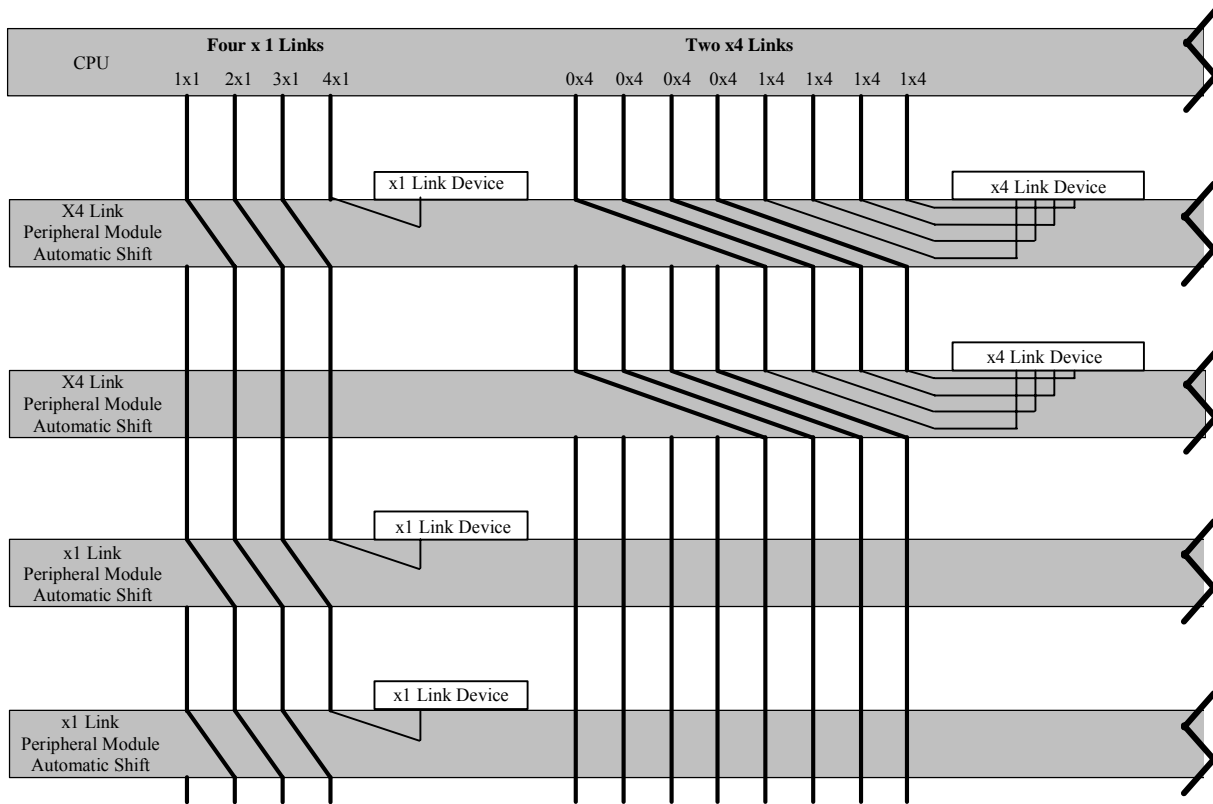 Four x 1 Links
Two x4 Links
CPU
1x1 2x1 3x1 4x1
0x4 0x4 0x4 0x4 1x4 1x4 1x4 1x4
x1 Link Device
x4 Link Device
X4 Link
Peripheral Module
Automatic Shift
x4 Link Device
X4 Link
Peripheral Module
Automatic Shift
x1 Link Device
x1 Link
Peripheral Module
Automatic Shift
x1 Link Device
x1 Link
Peripheral Module
Automatic Shift